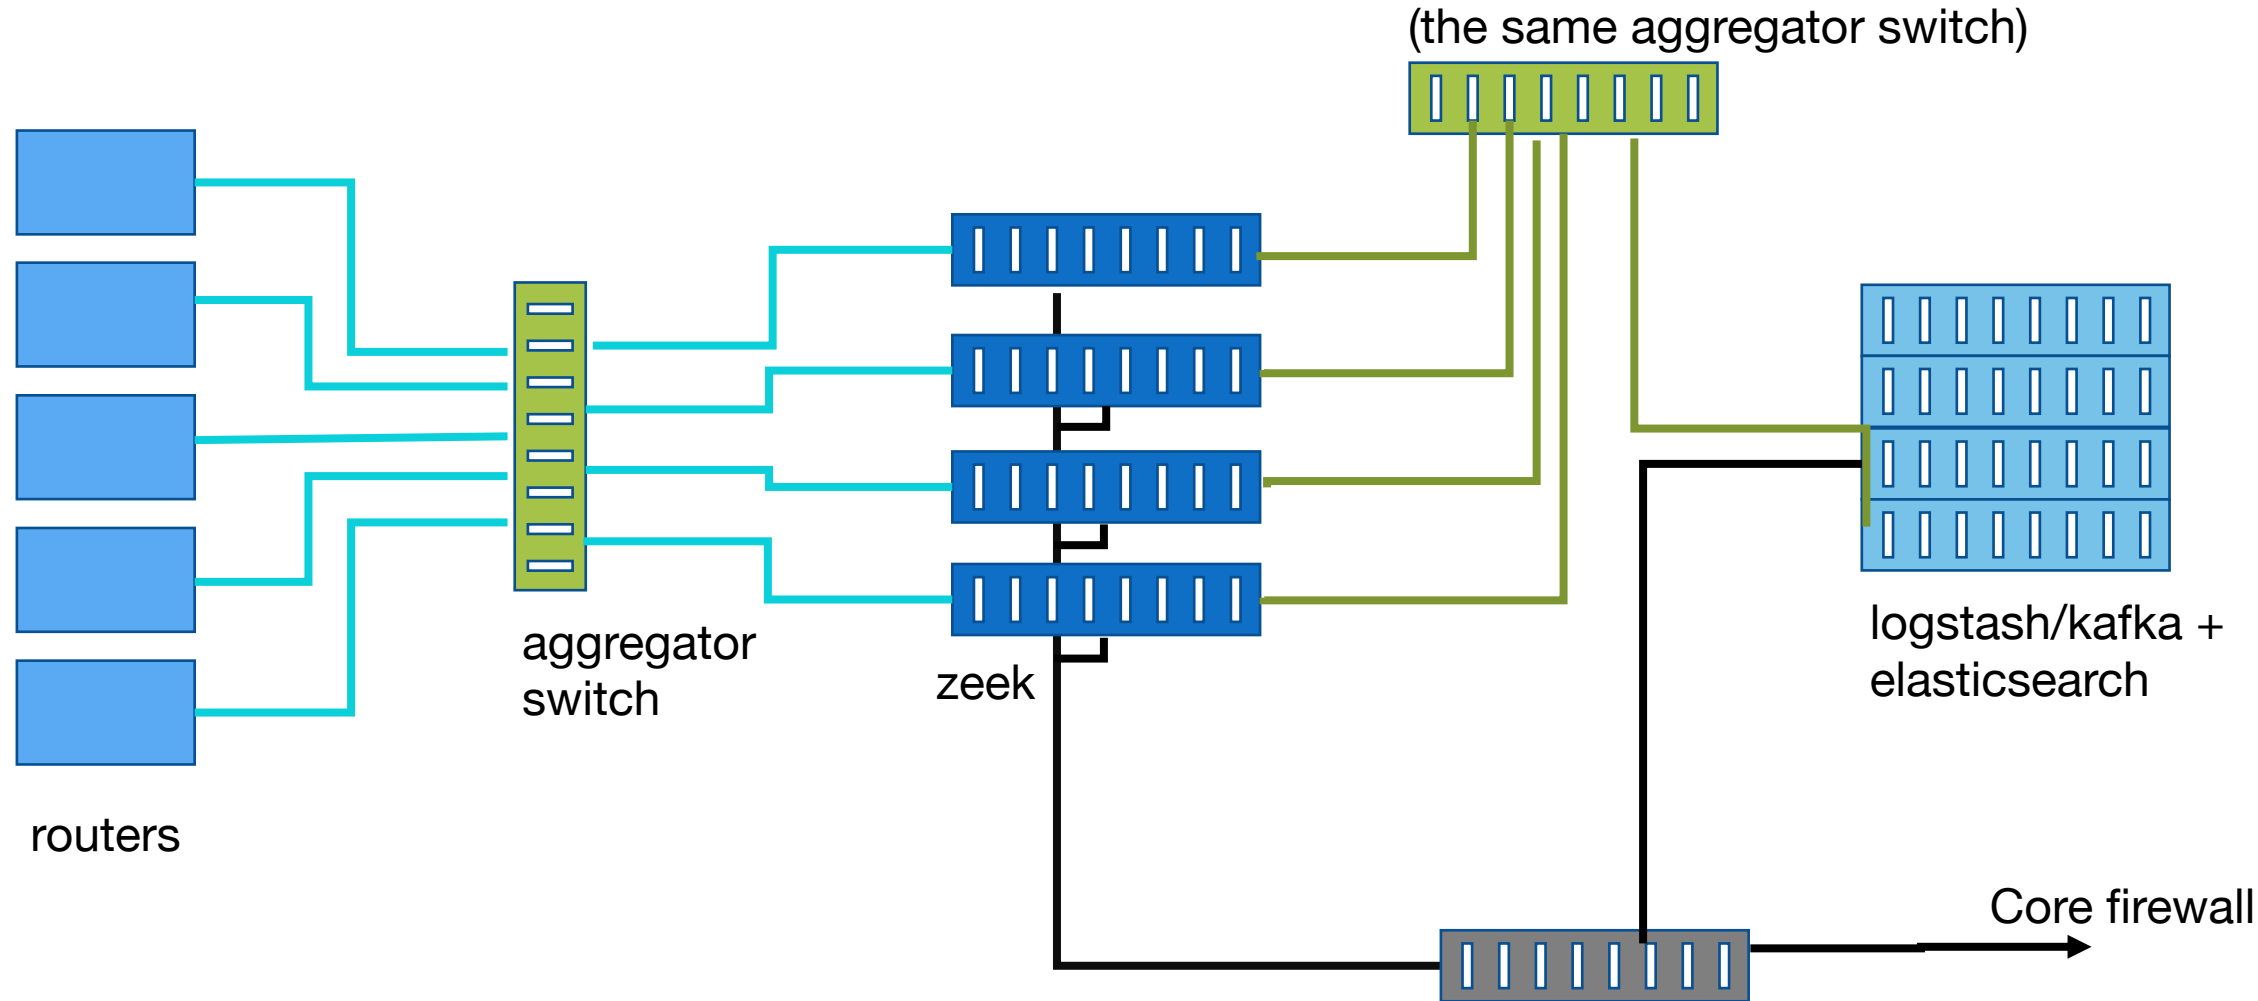 (the same aggregator switch)
aggregator
switch
zeek
logstash/kafka +
elasticsearch
routers
Core firewall